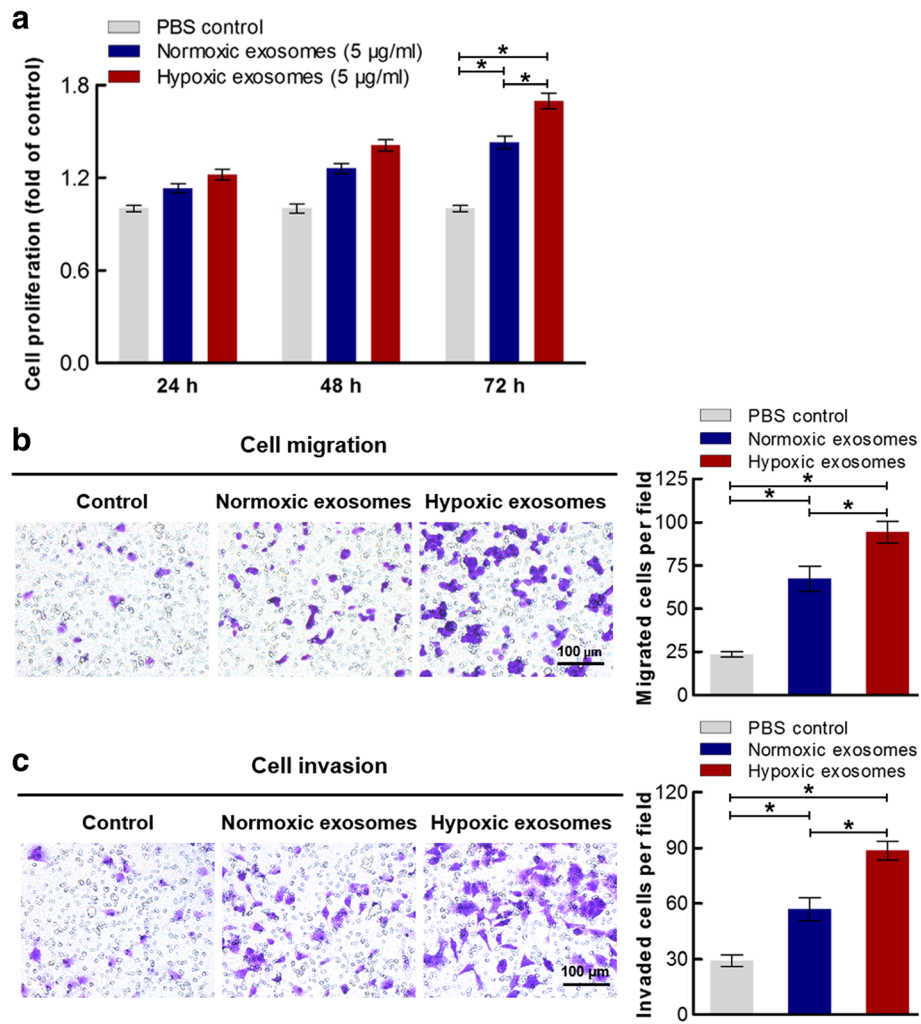 a
PBS control
Normoxic exosomes (5 µg/ml)
Hypoxic exosomes (5 µg/ml)
Cell proliferation (fold of control)
1.8
1.2
0.6
0.0
* 
* 
*
24 h 48 h 72 h
b
Cell migration
Control Normoxic exosomes Hypoxic exosomes
100 µm
PBS control
Normoxic exosomes
Hypoxic exosomes
Migrated cells per field
125
100
75
50
25
0
*
*
*
c
Cell invasion
Control Normoxic exosomes Hypoxic exosomes
100 µm
PBS control
Normoxic exosomes
Hypoxic exosomes
Invaded cells per field
120
90
60
30
0
*
*
*